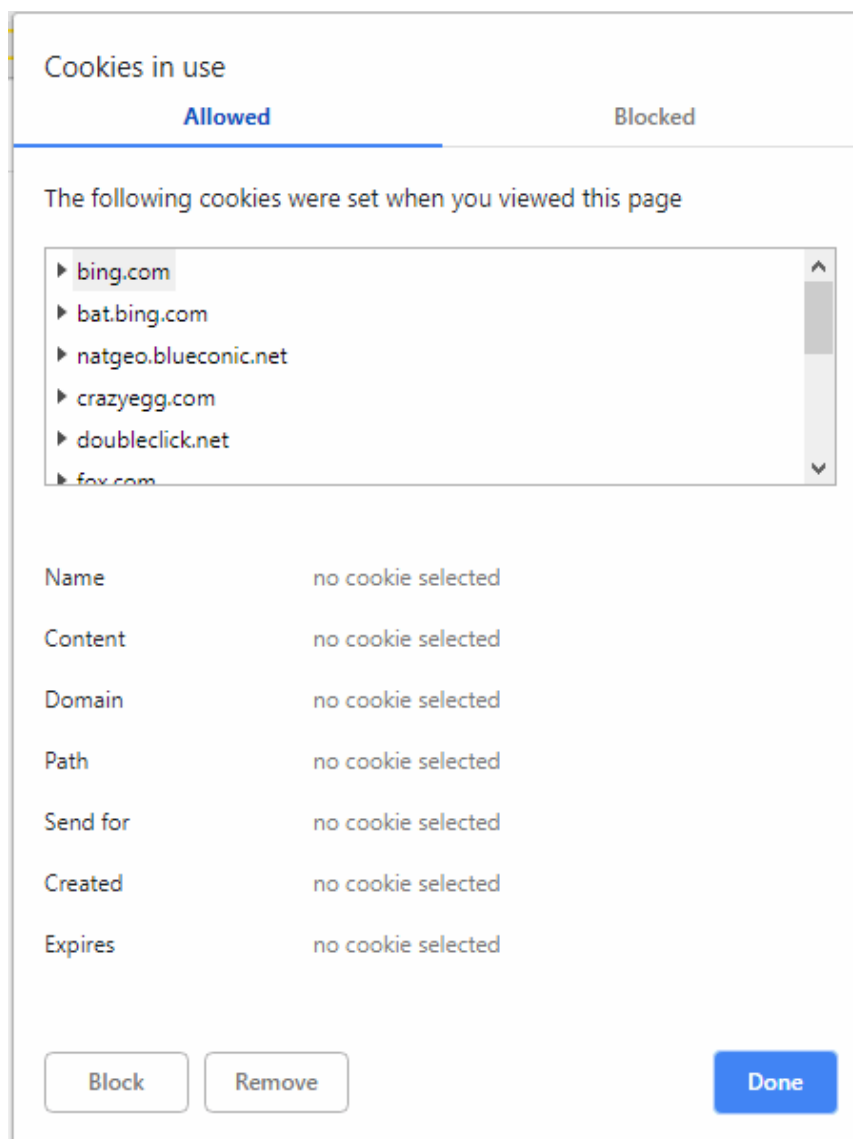 Cookies in use
Allowed Blocked
The following cookies were set when you viewed this page
bing.com
bat.bing.com
natgeo.blueconic.net
crazyegg.com
doubleclick.net
fox.com
Name no cookie selected
Content no cookie selected
Domain no cookie selected
Path no cookie selected
Send for no cookie selected
Created no cookie selected
Expires no cookie selected
Block Remove Done